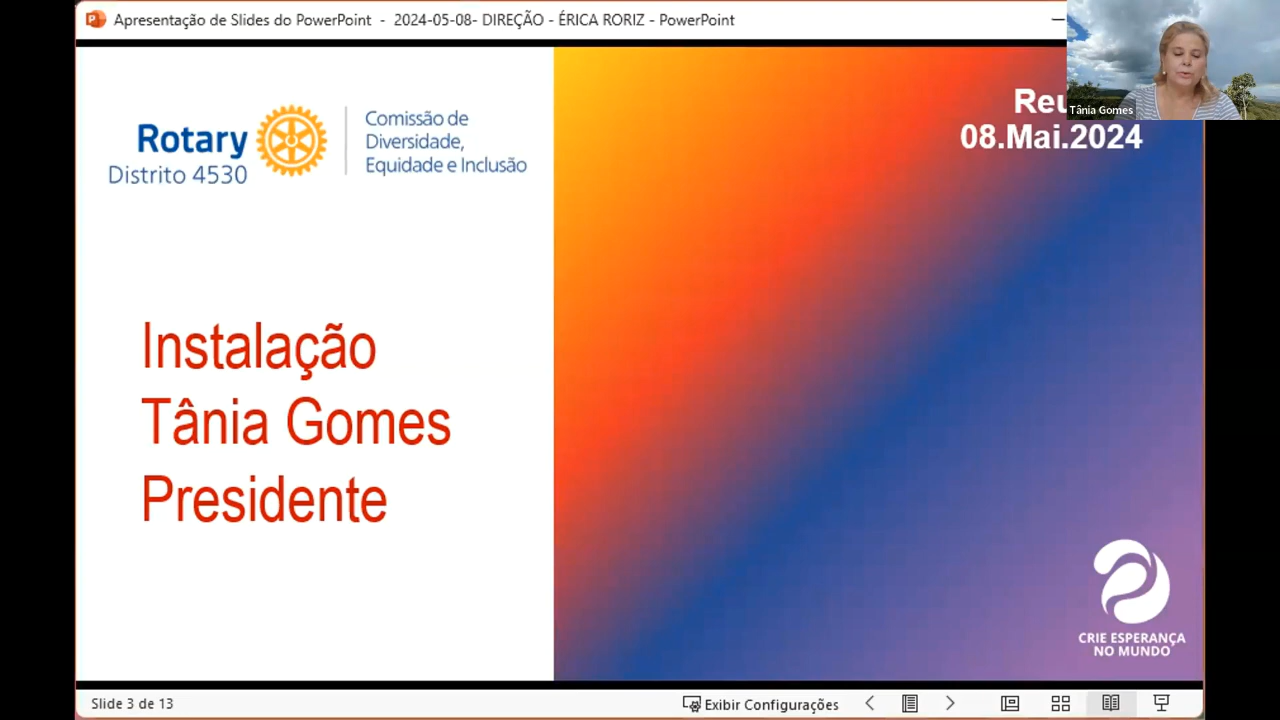 Apresentação de Slides do PowerPoint - 2024-05-08- DIREÇÃO - ÉRICA RORIZ - PowerPoint
Tânia Gomes
08.Mai.2024
Rotary
Distrito 4530
Comissão de
Diversidade,
Equidade e Inclusão
Instalação
Tânia Gomes
Presidente
CRIE ESPERANÇA
NO MUNDO
Slide 3 de 13
Exibir Configurações